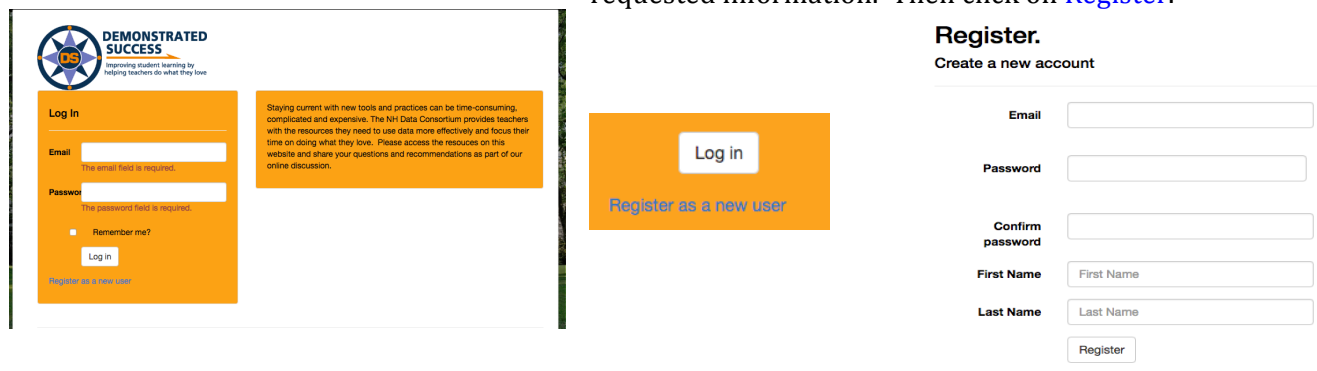 requested information. Then click on Register.
DEMONSTRATED
SUCCESS
Improving student learning by
helping teachers do what they love
DS
Log In
Email
The email field is required.
Passwor
The password field is required.
Remember me?
Log in
Register as a new user
Staying current with new tools and practices can be time-consuming,
complicated and expensive. The NH Data Consortium provides teachers
with the resources they need to use data more effectively and focus their
time on doing what they love. Please access the resouces on this
website and share your questions and recommendations as part of our
online discussion.
Log in
Register as a new user
Register.
Create a new account
Email
Password
Confirm
password
First Name
First Name
Last Name
Last Name
Register